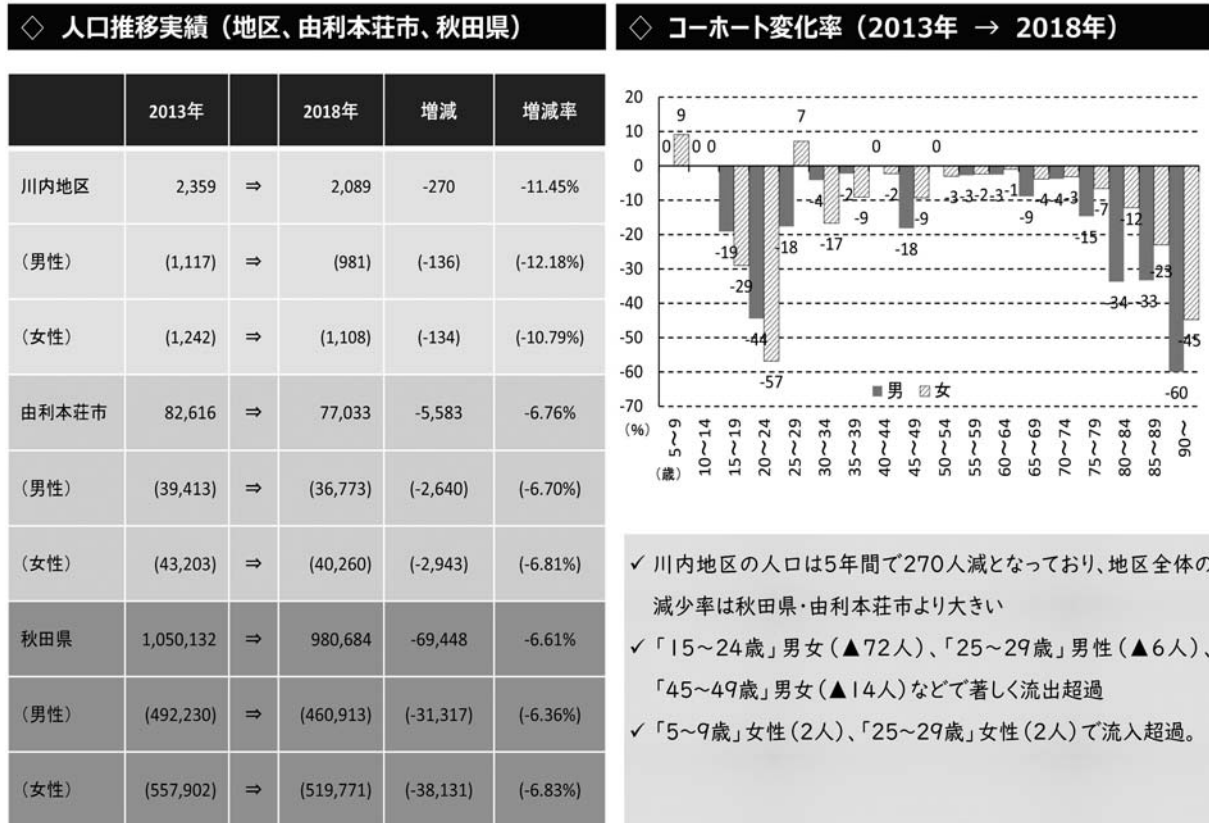 ◇ 人口推移実績（地区、由利本荘市、秋田県）
2013年 2018年 増減 増減率
川内地区 2,359 ⇒ 2,089 -270 -11.45%
（男性） (1,117) ⇒ (981) (-136) (-12.18%)
（女性） (1,242) ⇒ (1,108) (-134) (-10.79%)
由利本荘市 82,616 ⇒ 77,033 -5,583 -6.76%
（男性） (39,413) ⇒ (36,773) (-2,640) (-6.70%)
（女性） (43,203) ⇒ (40,260) (-2,943) (-6.81%)
秋田県 1,050,132 ⇒ 980,684 -69,448 -6.61%
（男性） (492,230) ⇒ (460,913) (-31,317) (-6.36%)
（女性） (557,902) ⇒ (519,771) (-38,131) (-6.83%)
◇ コーホート変化率（2013年 → 2018年）
20
10
0
-10
-20
-30
-40
-50
-60
-70
(%)
0 9 0 0 7 0 0
-19 -29 -44 -57 -18 -4 -17 -2 -9 -2 -18 -9 -3 -3 -2 -3 -1 -9 -4 -4 -3 -15 -7 -34 -12 -33 -23 -60 -45
■男 女
5～9 10～14 15～19 20～24 25～29 30～34 35～39 40～44 45～49 50～54 55～59 60～64 65～69 70～74 75～79 80～84 85～89 90～
(歳)
✓ 川内地区の人口は5年間で270人減となっており、地区全体の
減少率は秋田県・由利本荘市より大きい
✓ 「15～24歳」男女（▲72人）、「25～29歳」男性（▲6人）、
「45～49歳」男女（▲14人）などで著しく流出超過
✓ 「5～9歳」女性（2人）、「25～29歳」女性（2人）で流入超過。